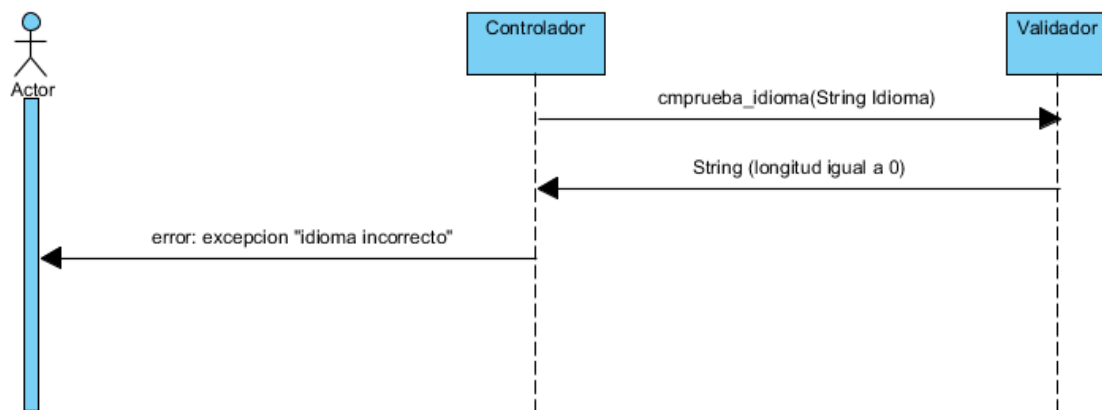 Controlador
Validador
Actor
cmprueba_idioma(String Idioma)
String (longitud igual a 0)
error: excepcion "idioma incorrecto"